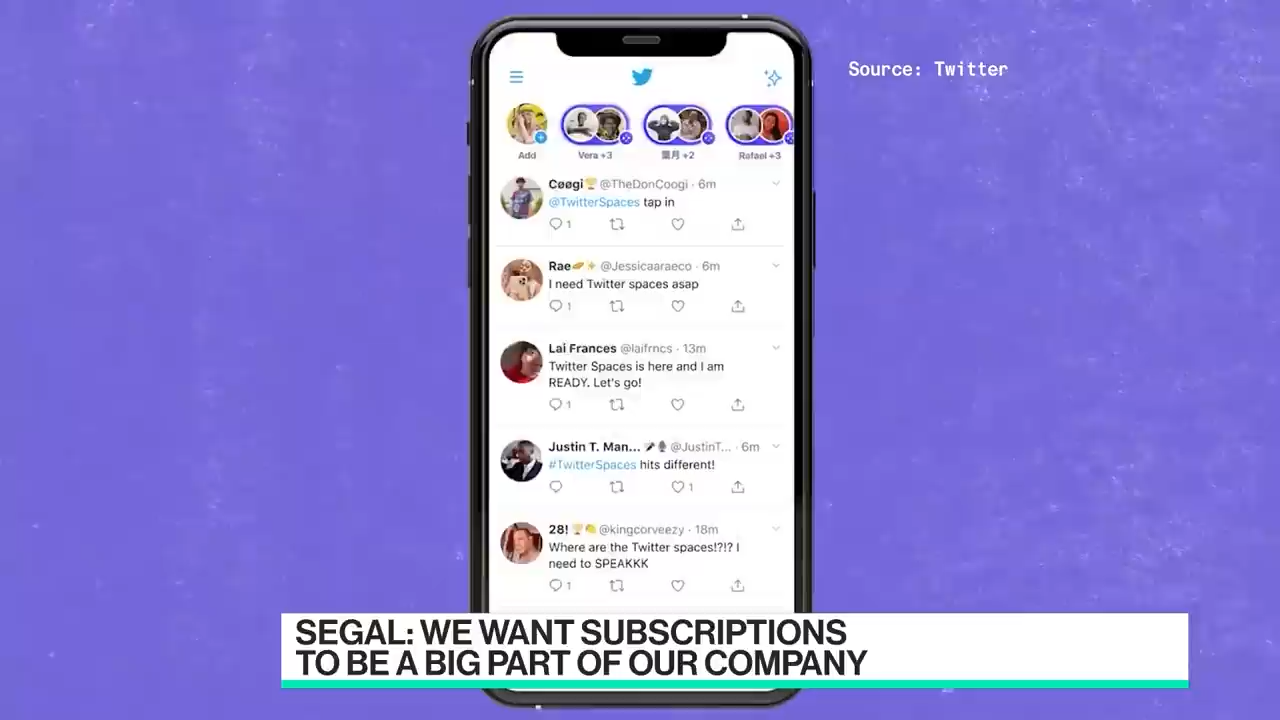 Source: Twitter
Add
Vera +3
葉月 +2
Rafael +3
Cøøgi🏆 @TheDonCoogi · 6m
@TwitterSpaces tap in
1
Rae🥖✨ @Jessicaaraeco · 6m
I need Twitter spaces asap
1
Lai Frances @laifrncs · 13m
Twitter Spaces is here and I am
READY. Let's go!
1
Justin T. Man... 🎤🎙 @JustinT... · 6m
#TwitterSpaces hits different!
1
28! 🏆👏 @kingcorveezy · 18m
Where are the Twitter spaces!?!? I
need to SPEAKKK
1
SEGAL: WE WANT SUBSCRIPTIONS
TO BE A BIG PART OF OUR COMPANY